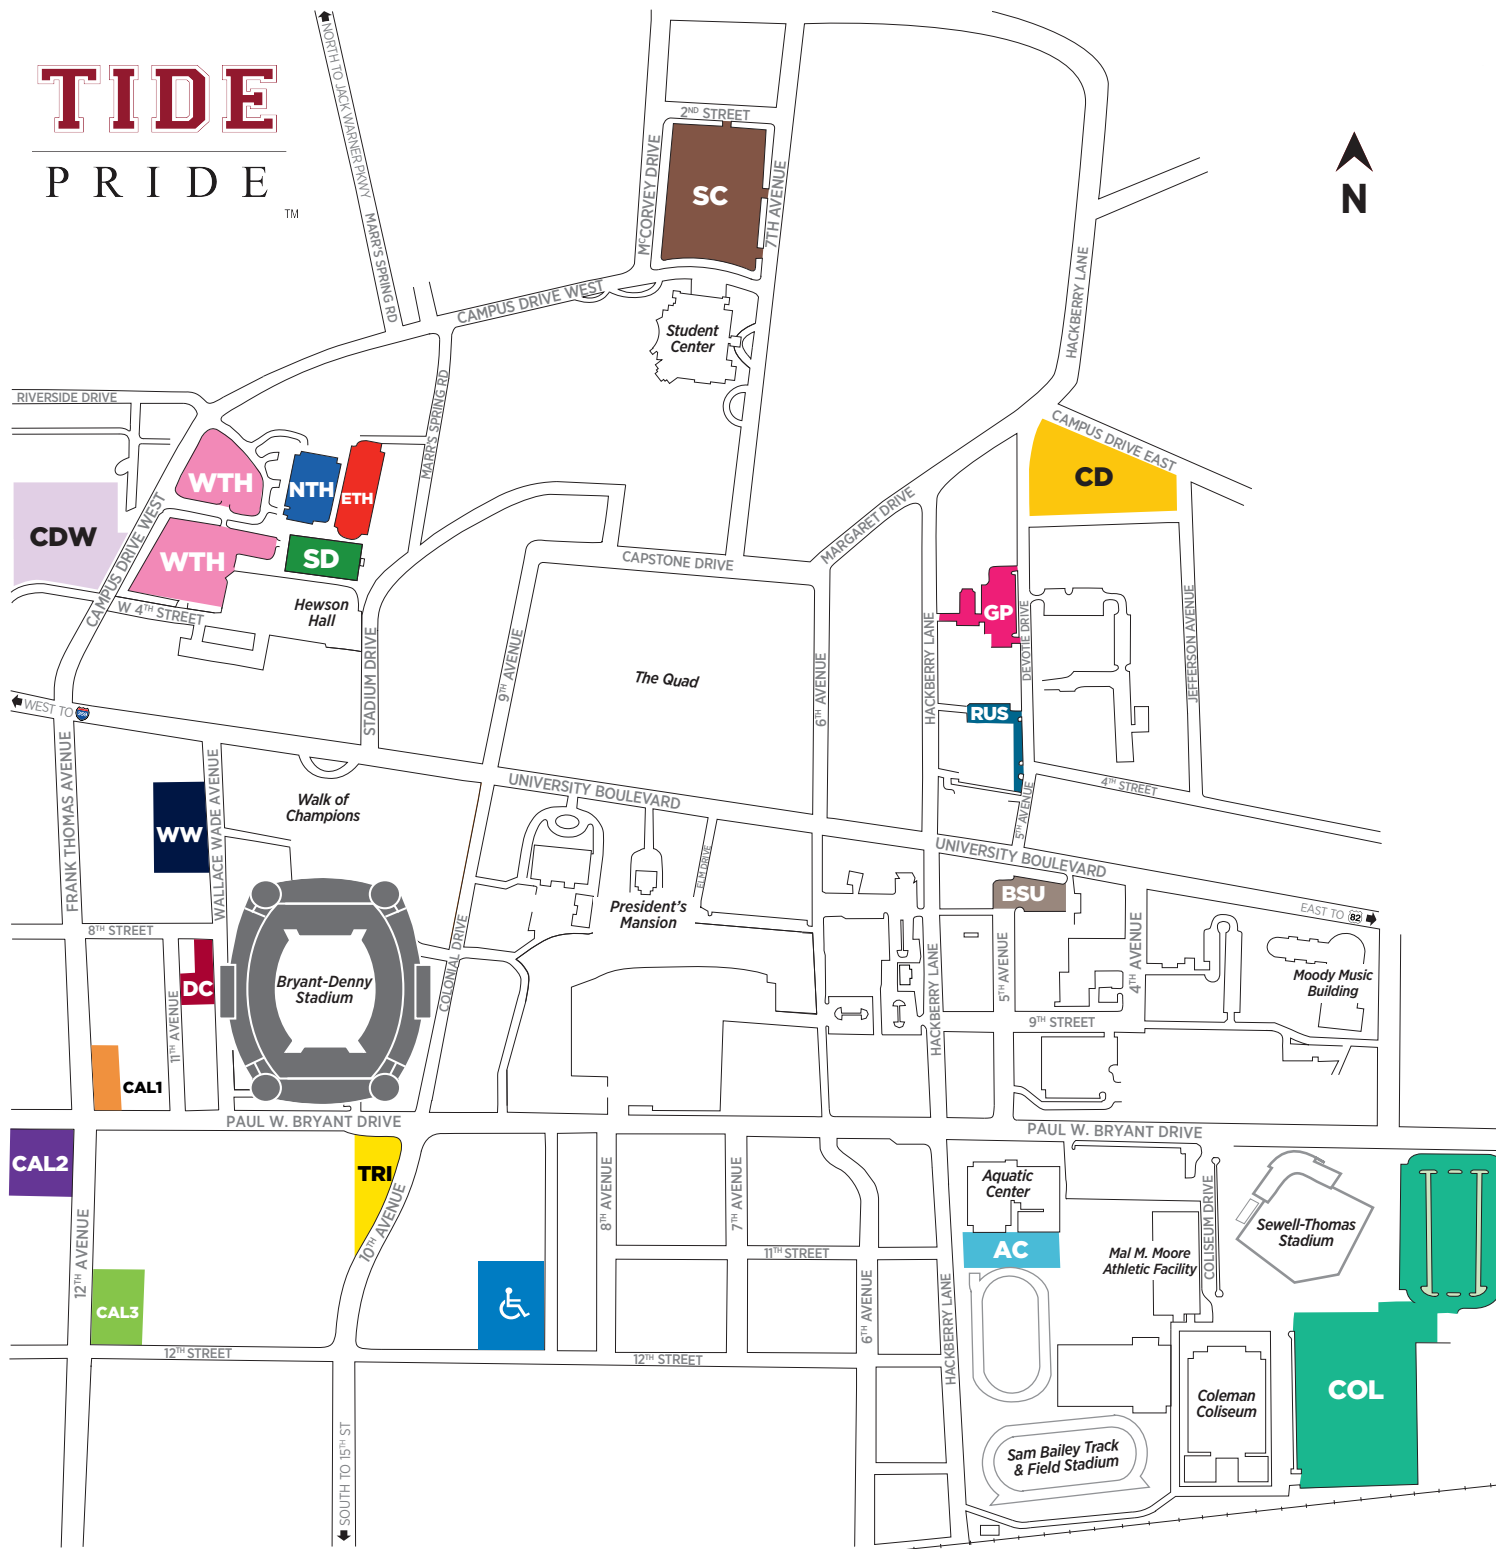 TIDE
PRIDE
TM
N
NORTH TO JACK WARNER PKWY
MARR'S SPRING RD
2ND STREET
McCORVEY DRIVE
SC
7TH AVENUE
HACKBERRY LANE
CAMPUS DRIVE WEST
Student
Center
RIVERSIDE DRIVE
MARR'S SPRING RD
CAMPUS DRIVE EAST
WTH
NTH
ETH
CD
CDW
CAMPUS DRIVE WEST
WTH
SD
MARGARET DRIVE
CAPSTONE DRIVE
W 4TH STREET
Hewson
Hall
STADIUM DRIVE
9TH AVENUE
The Quad
6TH AVENUE
HACKBERRY LANE
GP
DEVOTIE DRIVE
JEFFERSON AVENUE
WEST TO
RUS
FRANK THOMAS AVENUE
WALLACE WADE AVENUE
UNIVERSITY BOULEVARD
4TH STREET
5TH AVENUE
Walk of
Champions
WW
ELM DRIVE
UNIVERSITY BOULEVARD
BSU
President's
Mansion
EAST TO 82
8TH STREET
COLONIAL DRIVE
HACKBERRY LANE
5TH AVENUE
4TH AVENUE
Moody Music
Building
DC
Bryant-Denny
Stadium
11TH AVENUE
9TH STREET
CAL1
PAUL W. BRYANT DRIVE
PAUL W. BRYANT DRIVE
CAL2
TRI
10TH AVENUE
8TH AVENUE
7TH AVENUE
Aquatic
Center
COLISEUM DRIVE
Sewell-Thomas
Stadium
12TH AVENUE
11TH STREET
AC
Mal M. Moore
Athletic Facility
CAL3
6TH AVENUE
HACKBERRY LANE
12TH STREET
12TH STREET
COL
Coleman
Coliseum
Sam Bailey Track
& Field Stadium
SOUTH TO 15TH ST